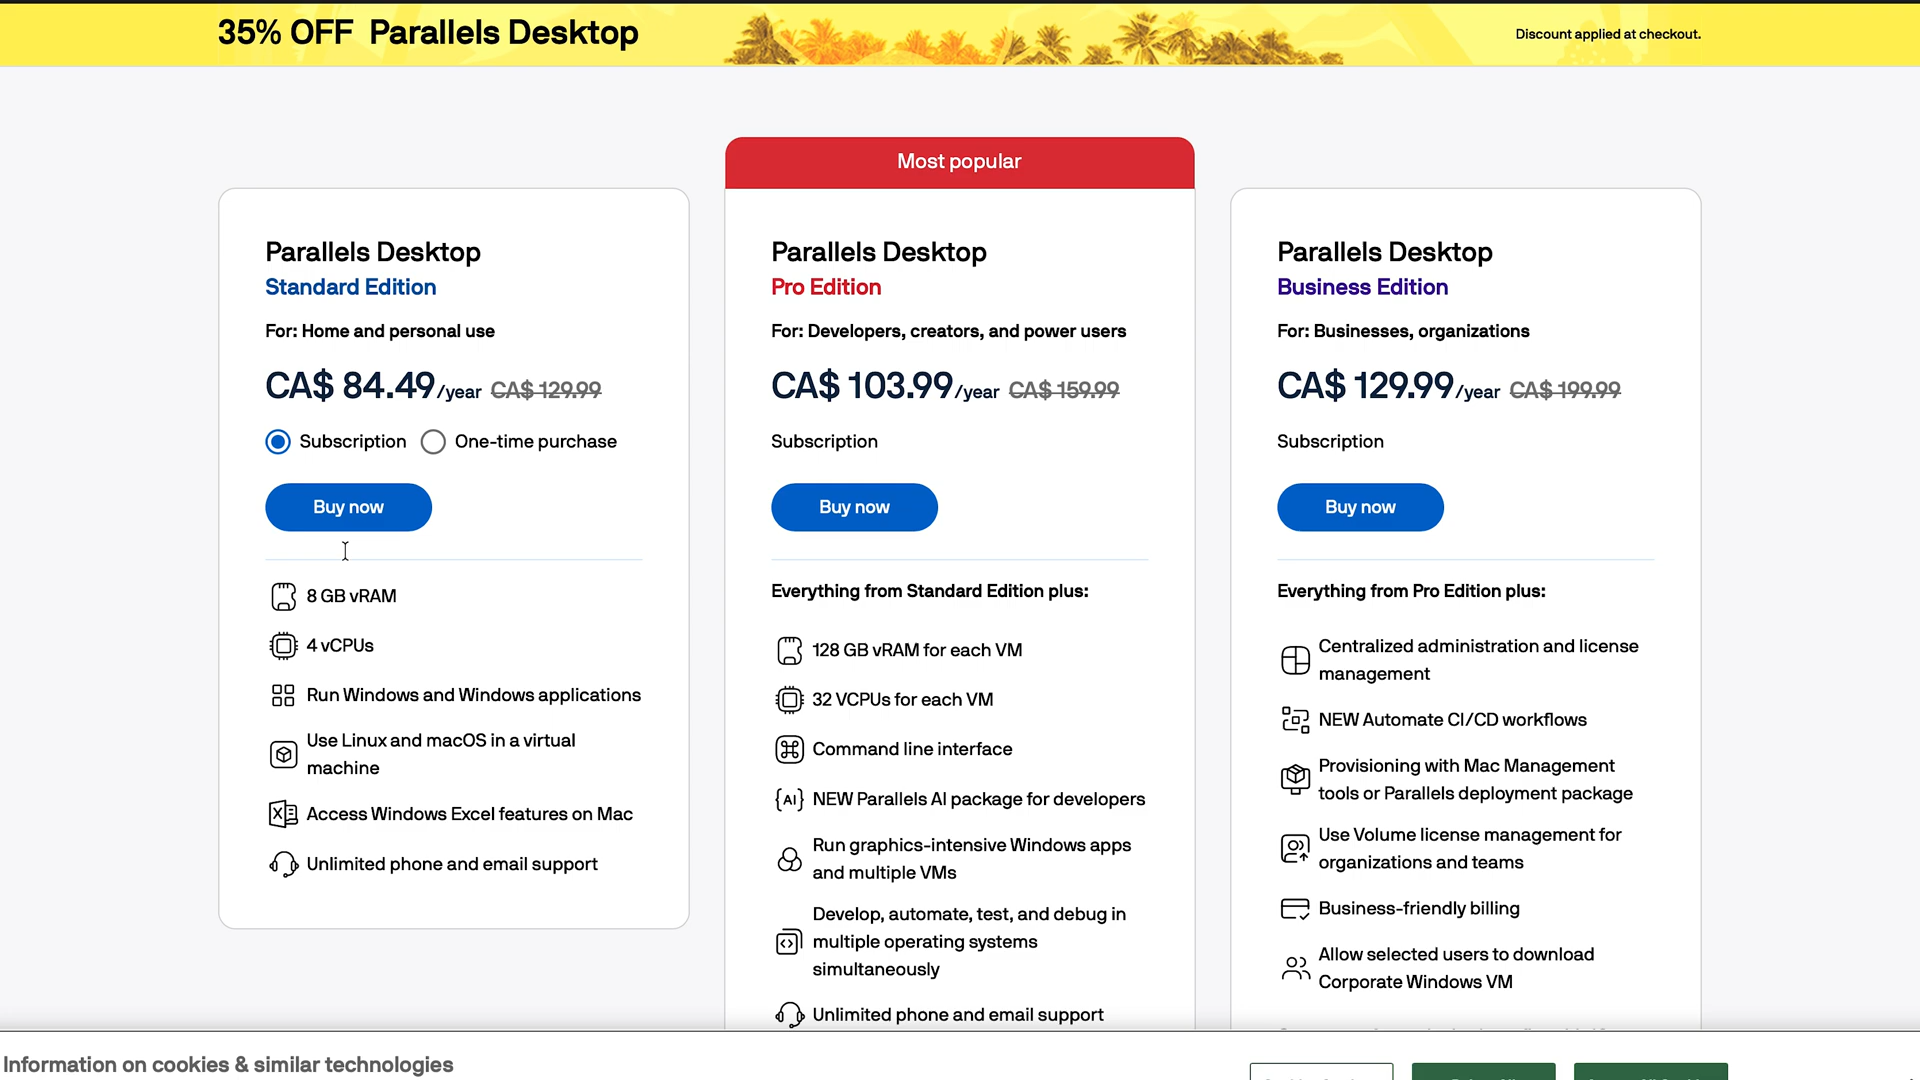 35% OFF Parallels Desktop
Discount applied at checkout.
Most popular
Parallels Desktop
Standard Edition
For: Home and personal use
CA$ 84.49/year CA$ 129.99
Subscription One-time purchase
Buy now
8 GB vRAM
4 vCPUs
Run Windows and Windows applications
Use Linux and macOS in a virtual
machine
Access Windows Excel features on Mac
Unlimited phone and email support
Parallels Desktop
Pro Edition
For: Developers, creators, and power users
CA$ 103.99/year CA$ 159.99
Subscription
Buy now
Everything from Standard Edition plus:
128 GB vRAM for each VM
32 VCPUs for each VM
Command line interface
{AI} NEW Parallels AI package for developers
Run graphics-intensive Windows apps
and multiple VMs
Develop, automate, test, and debug in
multiple operating systems
simultaneously
Unlimited phone and email support
Parallels Desktop
Business Edition
For: Businesses, organizations
CA$ 129.99/year CA$ 199.99
Subscription
Buy now
Everything from Pro Edition plus:
Centralized administration and license
management
NEW Automate CI/CD workflows
Provisioning with Mac Management
tools or Parallels deployment package
Use Volume license management for
organizations and teams
Business-friendly billing
Allow selected users to download
Corporate Windows VM
Information on cookies & similar technologies